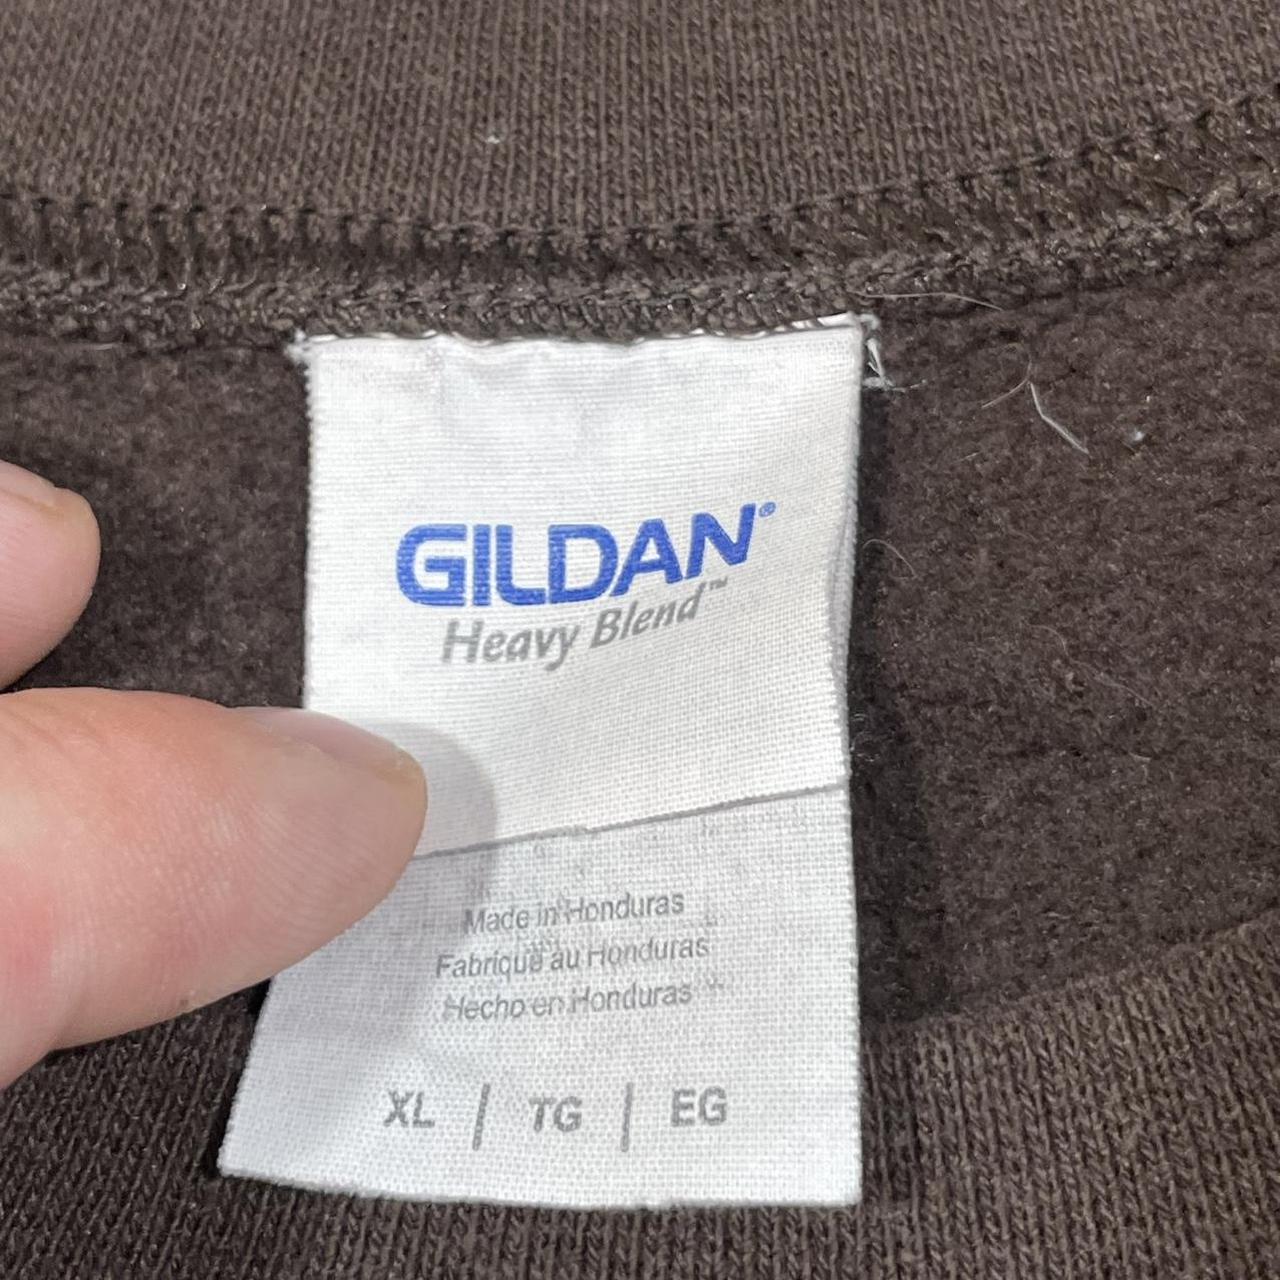 GILDAN®
Heavy Blend™
Made in Honduras
Fabriqué au Honduras
Hecho en Honduras
XL | TG | EG